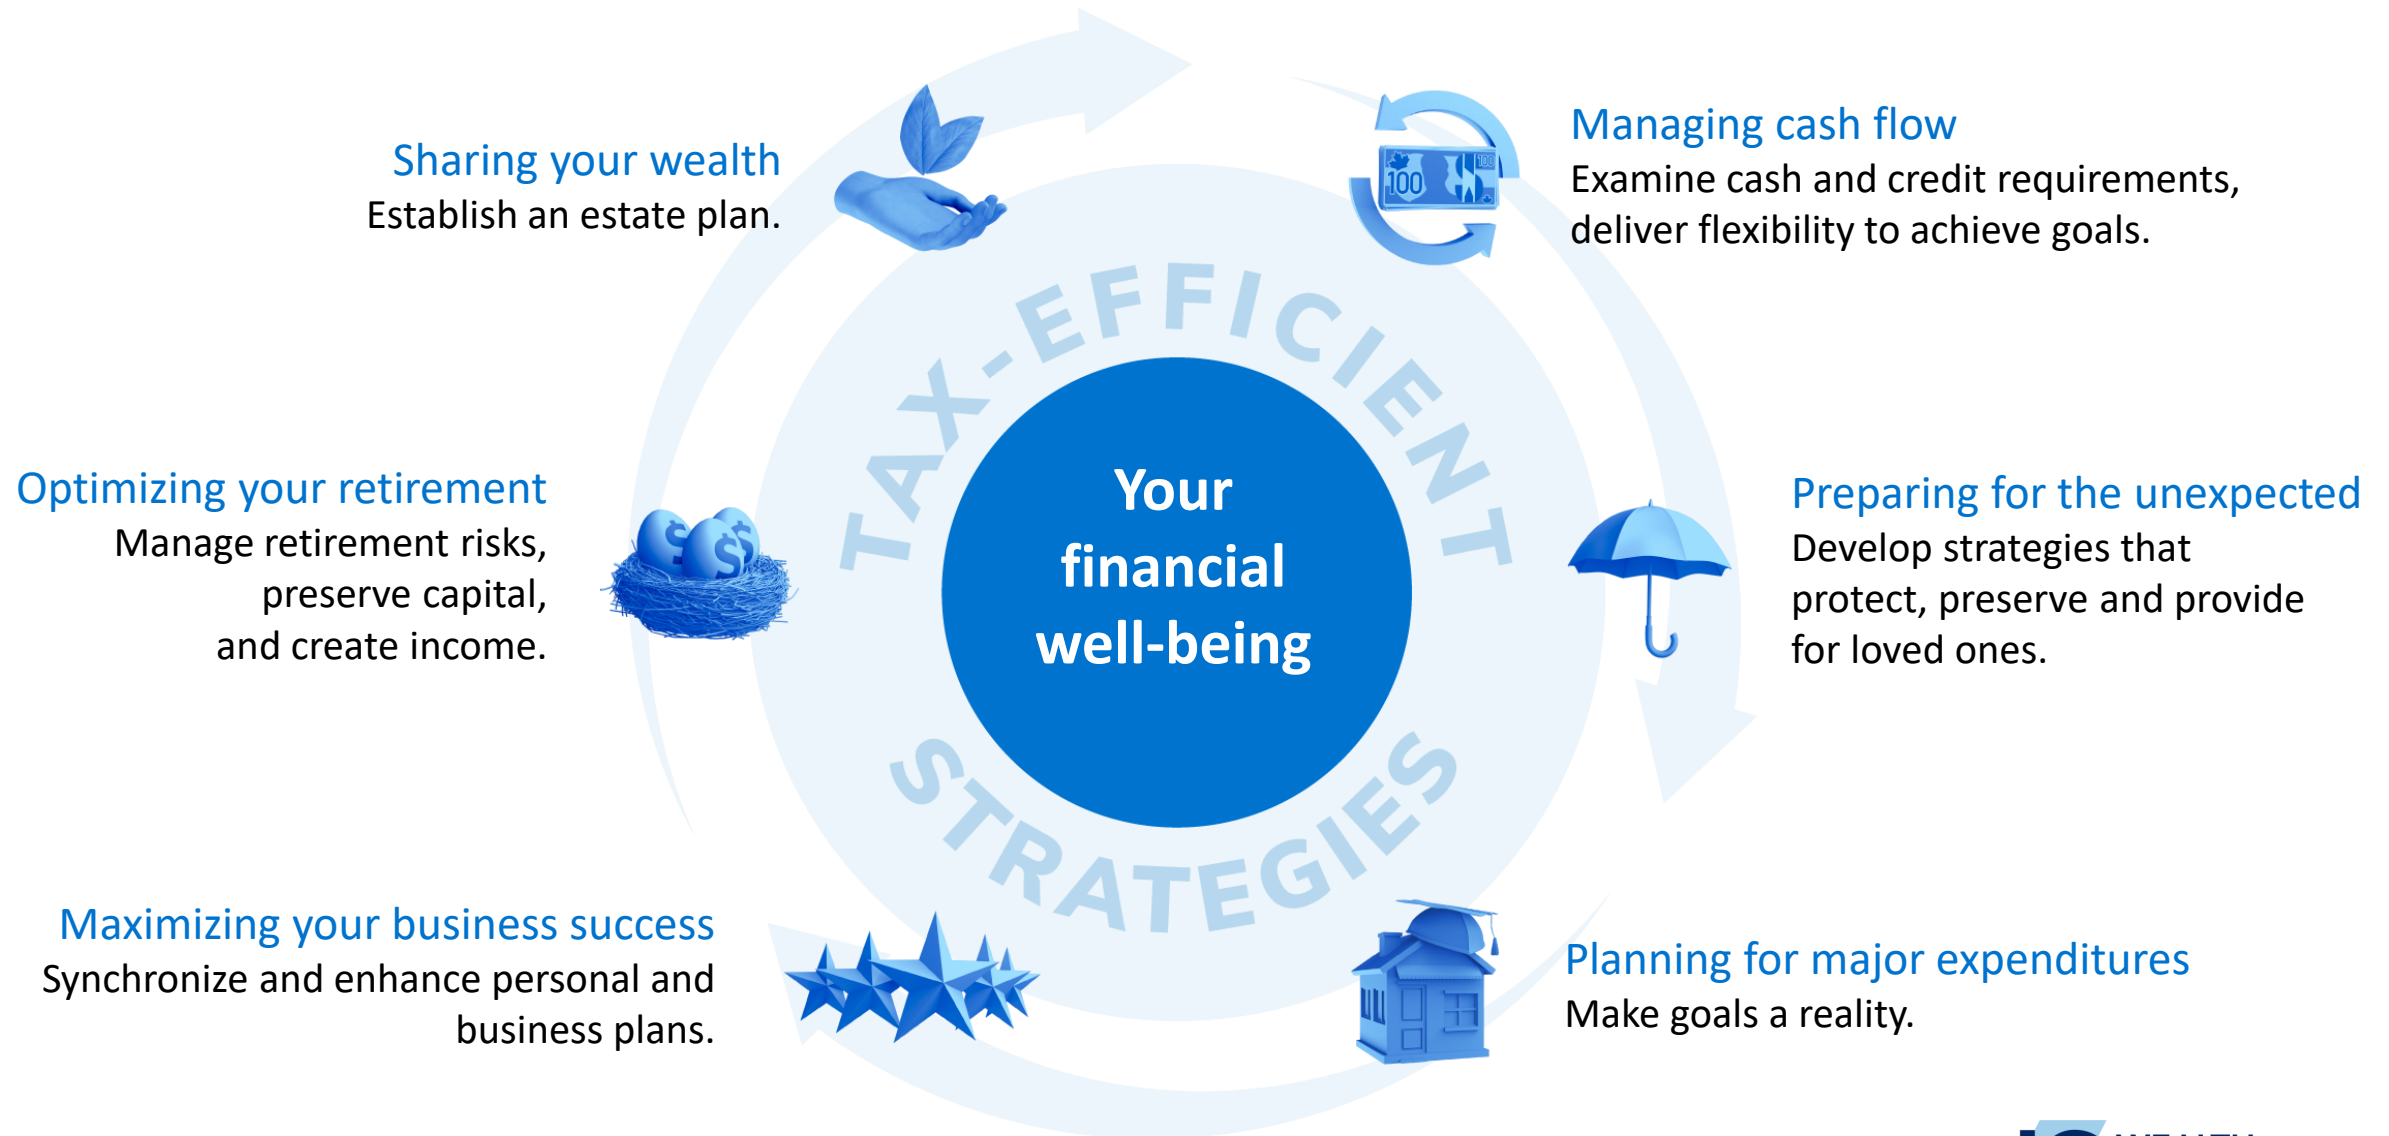 Sharing your wealth
Establish an estate plan.
Managing cash flow
Examine cash and credit requirements,
deliver flexibility to achieve goals.
100
100
TAX-EFFICIENT
Your
financial
well-being
STRATEGIES
Optimizing your retirement
Manage retirement risks,
preserve capital,
and create income.
$ $ $
Preparing for the unexpected
Develop strategies that
protect, preserve and provide
for loved ones.
Maximizing your business success
Synchronize and enhance personal and
business plans.
Planning for major expenditures
Make goals a reality.